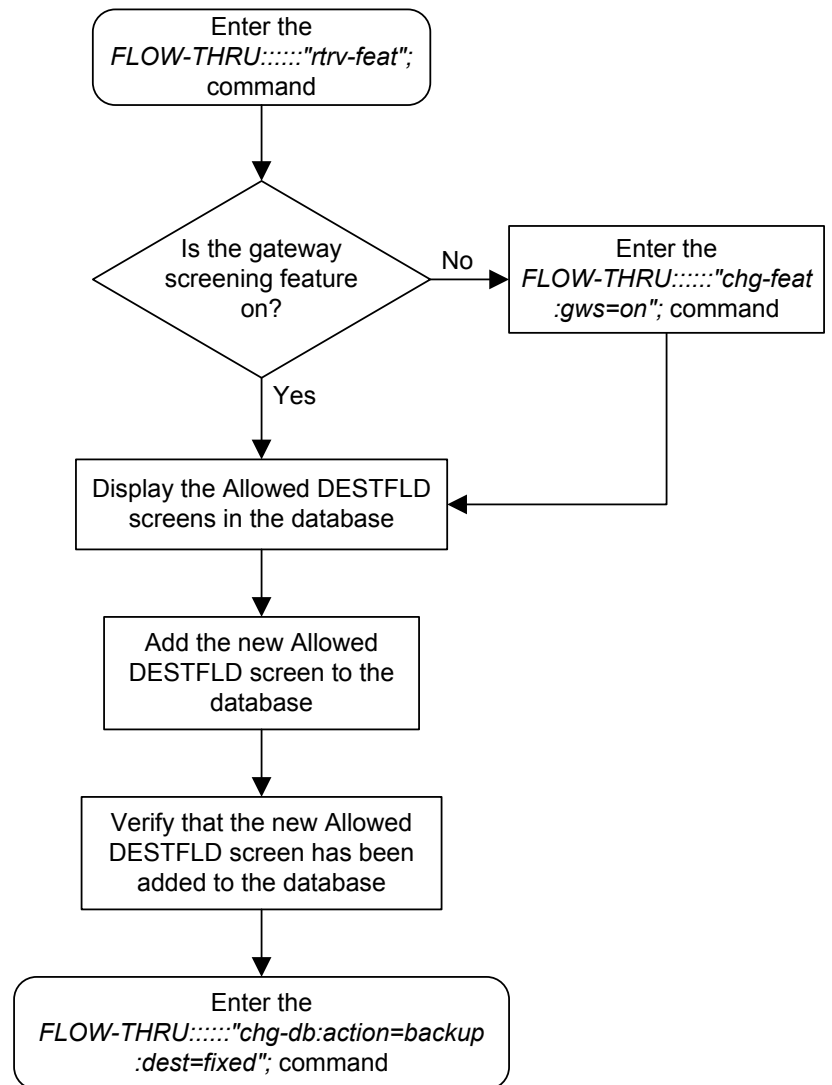 Enter the
FLOW-THRU::::::"rtrv-feat";
command
Is the gateway
screening feature
on?
No
Enter the
FLOW-THRU::::::"chg-feat
:gws=on"; command
Yes
Display the Allowed DESTFLD
screens in the database
Add the new Allowed
DESTFLD screen to the
database
Verify that the new Allowed
DESTFLD screen has been
added to the database
Enter the
FLOW-THRU::::::"chg-db:action=backup
:dest=fixed"; command